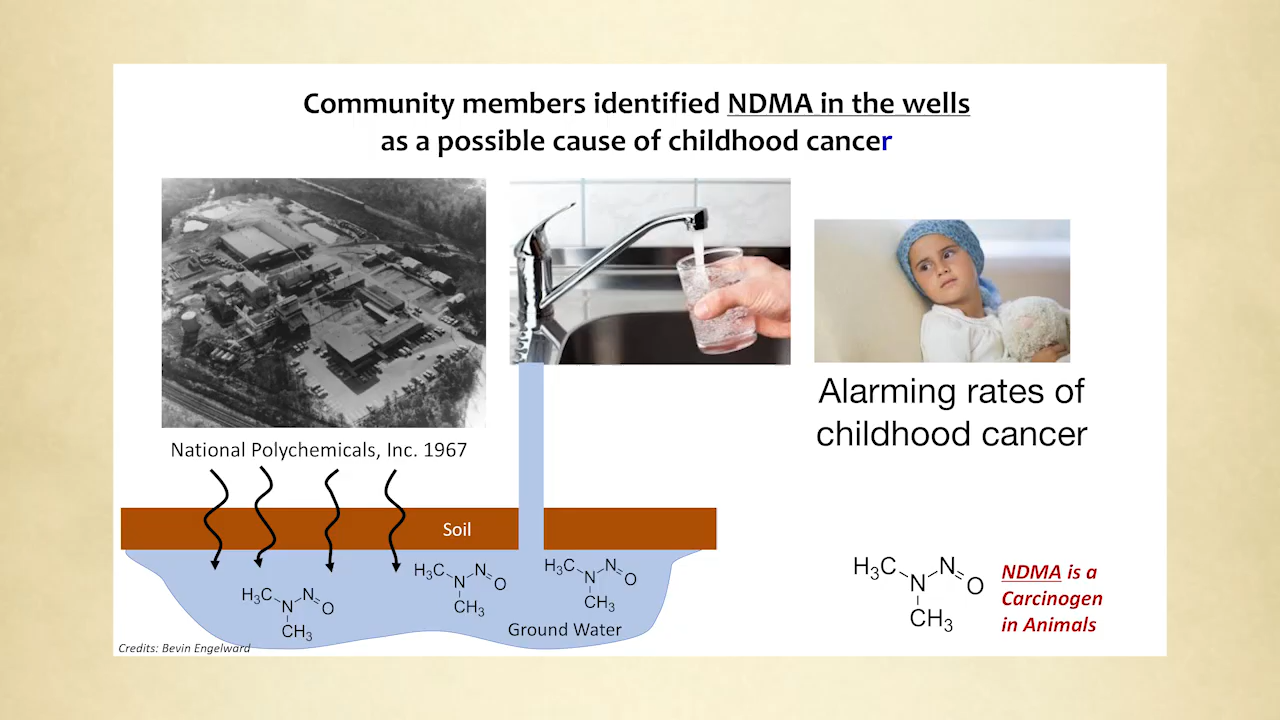 Community members identified NDMA in the wells
as a possible cause of childhood cancer
National Polychemicals, Inc. 1967
Alarming rates of
childhood cancer
Soil
H₃C N N O CH₃
H₃C N N O CH₃
H₃C N N O CH₃
Ground Water
Credits: Bevin Engelward
H₃C N N O CH₃
NDMA is a
Carcinogen
in Animals